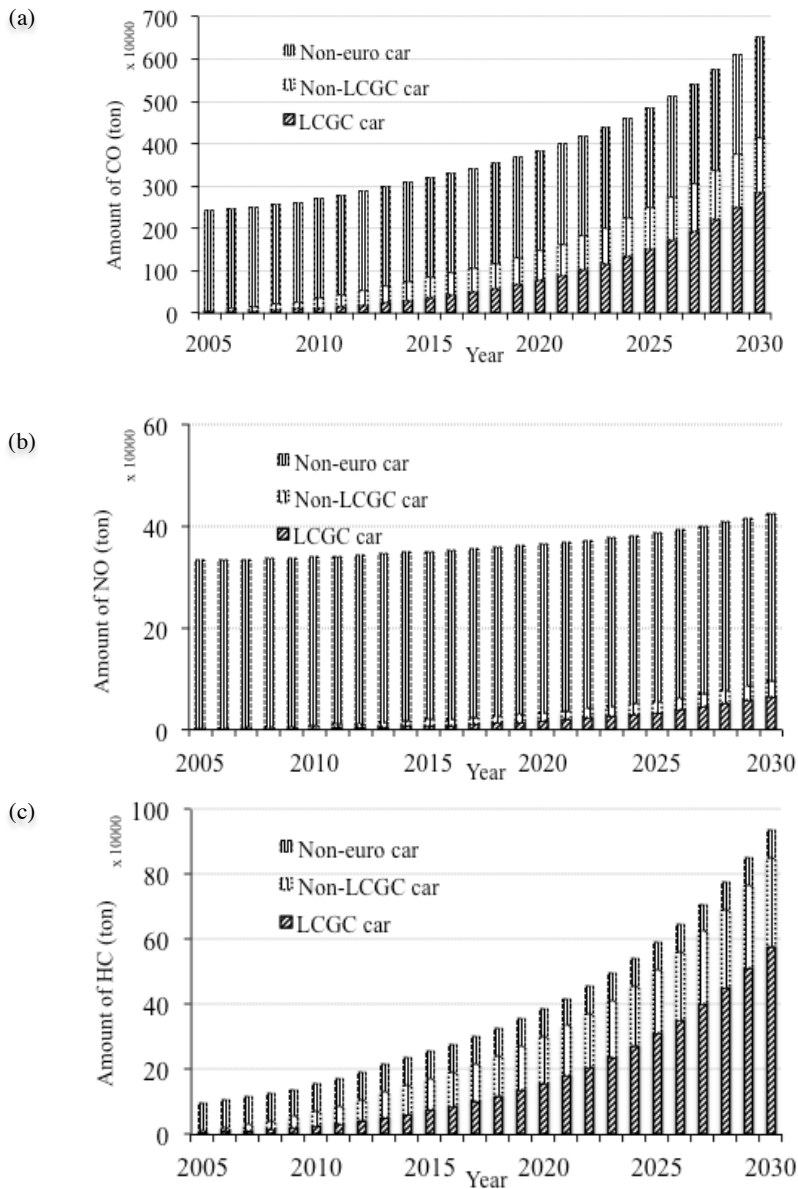 (a)
x 10000
Amount of CO (ton)
700
600
500
400
300
200
100
0
Non-euro car
Non-LCGC car
LCGC car
2005 2010 2015 2020 2025 2030
Year
(b)
x 10000
Amount of NO (ton)
60
40
20
0
Non-euro car
Non-LCGC car
LCGC car
2005 2010 2015 2020 2025 2030
Year
(c)
x 10000
Amount of HC (ton)
100
80
60
40
20
0
Non-euro car
Non-LCGC car
LCGC car
2005 2010 2015 2020 2025 2030
Year